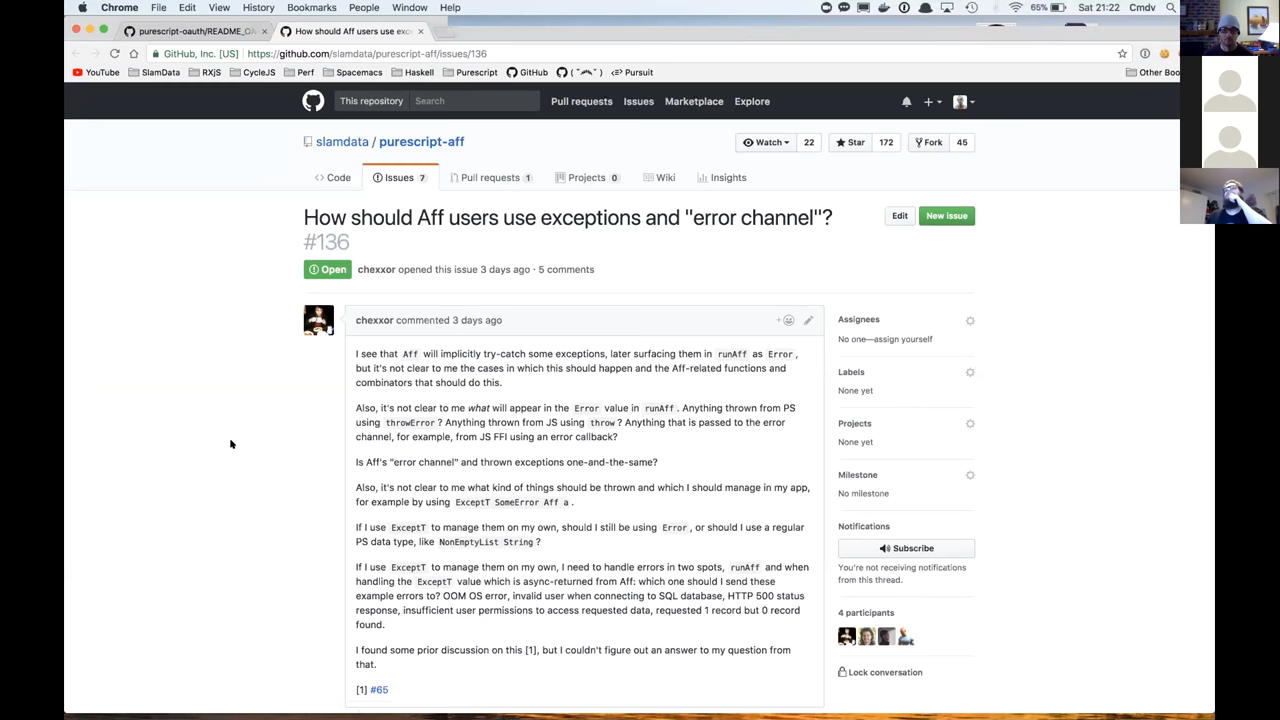 Chrome File Edit View History Bookmarks People Window Help 65% Sat 21:22 Cmdv
purescript-oauth/README_OA × How should Aff users use exc ×
GitHub, Inc. [US] https://github.com/slamdata/purescript-aff/issues/136
YouTube SlamData RXjS CycleJS Perf Spacemacs Haskell Purescript GitHub Pursuit Other Boo
This repository Search Pull requests Issues Marketplace Explore
slamdata / purescript-aff Watch 22 Star 172 Fork 45
Code Issues 7 Pull requests 1 Projects 0 Wiki Insights
How should Aff users use exceptions and "error channel"? Edit New issue
#136
Open chexxor opened this issue 3 days ago · 5 comments
chexxor commented 3 days ago
I see that Aff will implicitly try-catch some exceptions, later surfacing them in runAff as Error,
but it's not clear to me the cases in which this should happen and the Aff-related functions and
combinators that should do this.
Also, it's not clear to me what will appear in the Error value in runAff. Anything thrown from PS
using throwError? Anything thrown from JS using throw? Anything that is passed to the error
channel, for example, from JS FFI using an error callback?
Is Aff's "error channel" and thrown exceptions one-and-the-same?
Also, it's not clear to me what kind of things should be thrown and which I should manage in my app,
for example by using ExceptT SomeError Aff a.
If I use ExceptT to manage them on my own, should I still be using Error, or should I use a regular
PS data type, like NonEmptyList String?
If I use ExceptT to manage them on my own, I need to handle errors in two spots, runAff and when
handling the ExceptT value which is async-returned from Aff: which one should I send these
example errors to? OOM OS error, invalid user when connecting to SQL database, HTTP 500 status
response, insufficient user permissions to access requested data, requested 1 record but 0 record
found.
I found some prior discussion on this [1], but I couldn't figure out an answer to my question from
that.
[1] #65
Assignees
No one—assign yourself
Labels
None yet
Projects
None yet
Milestone
No milestone
Notifications
Subscribe
You're not receiving notifications
from this thread.
4 participants
Lock conversation